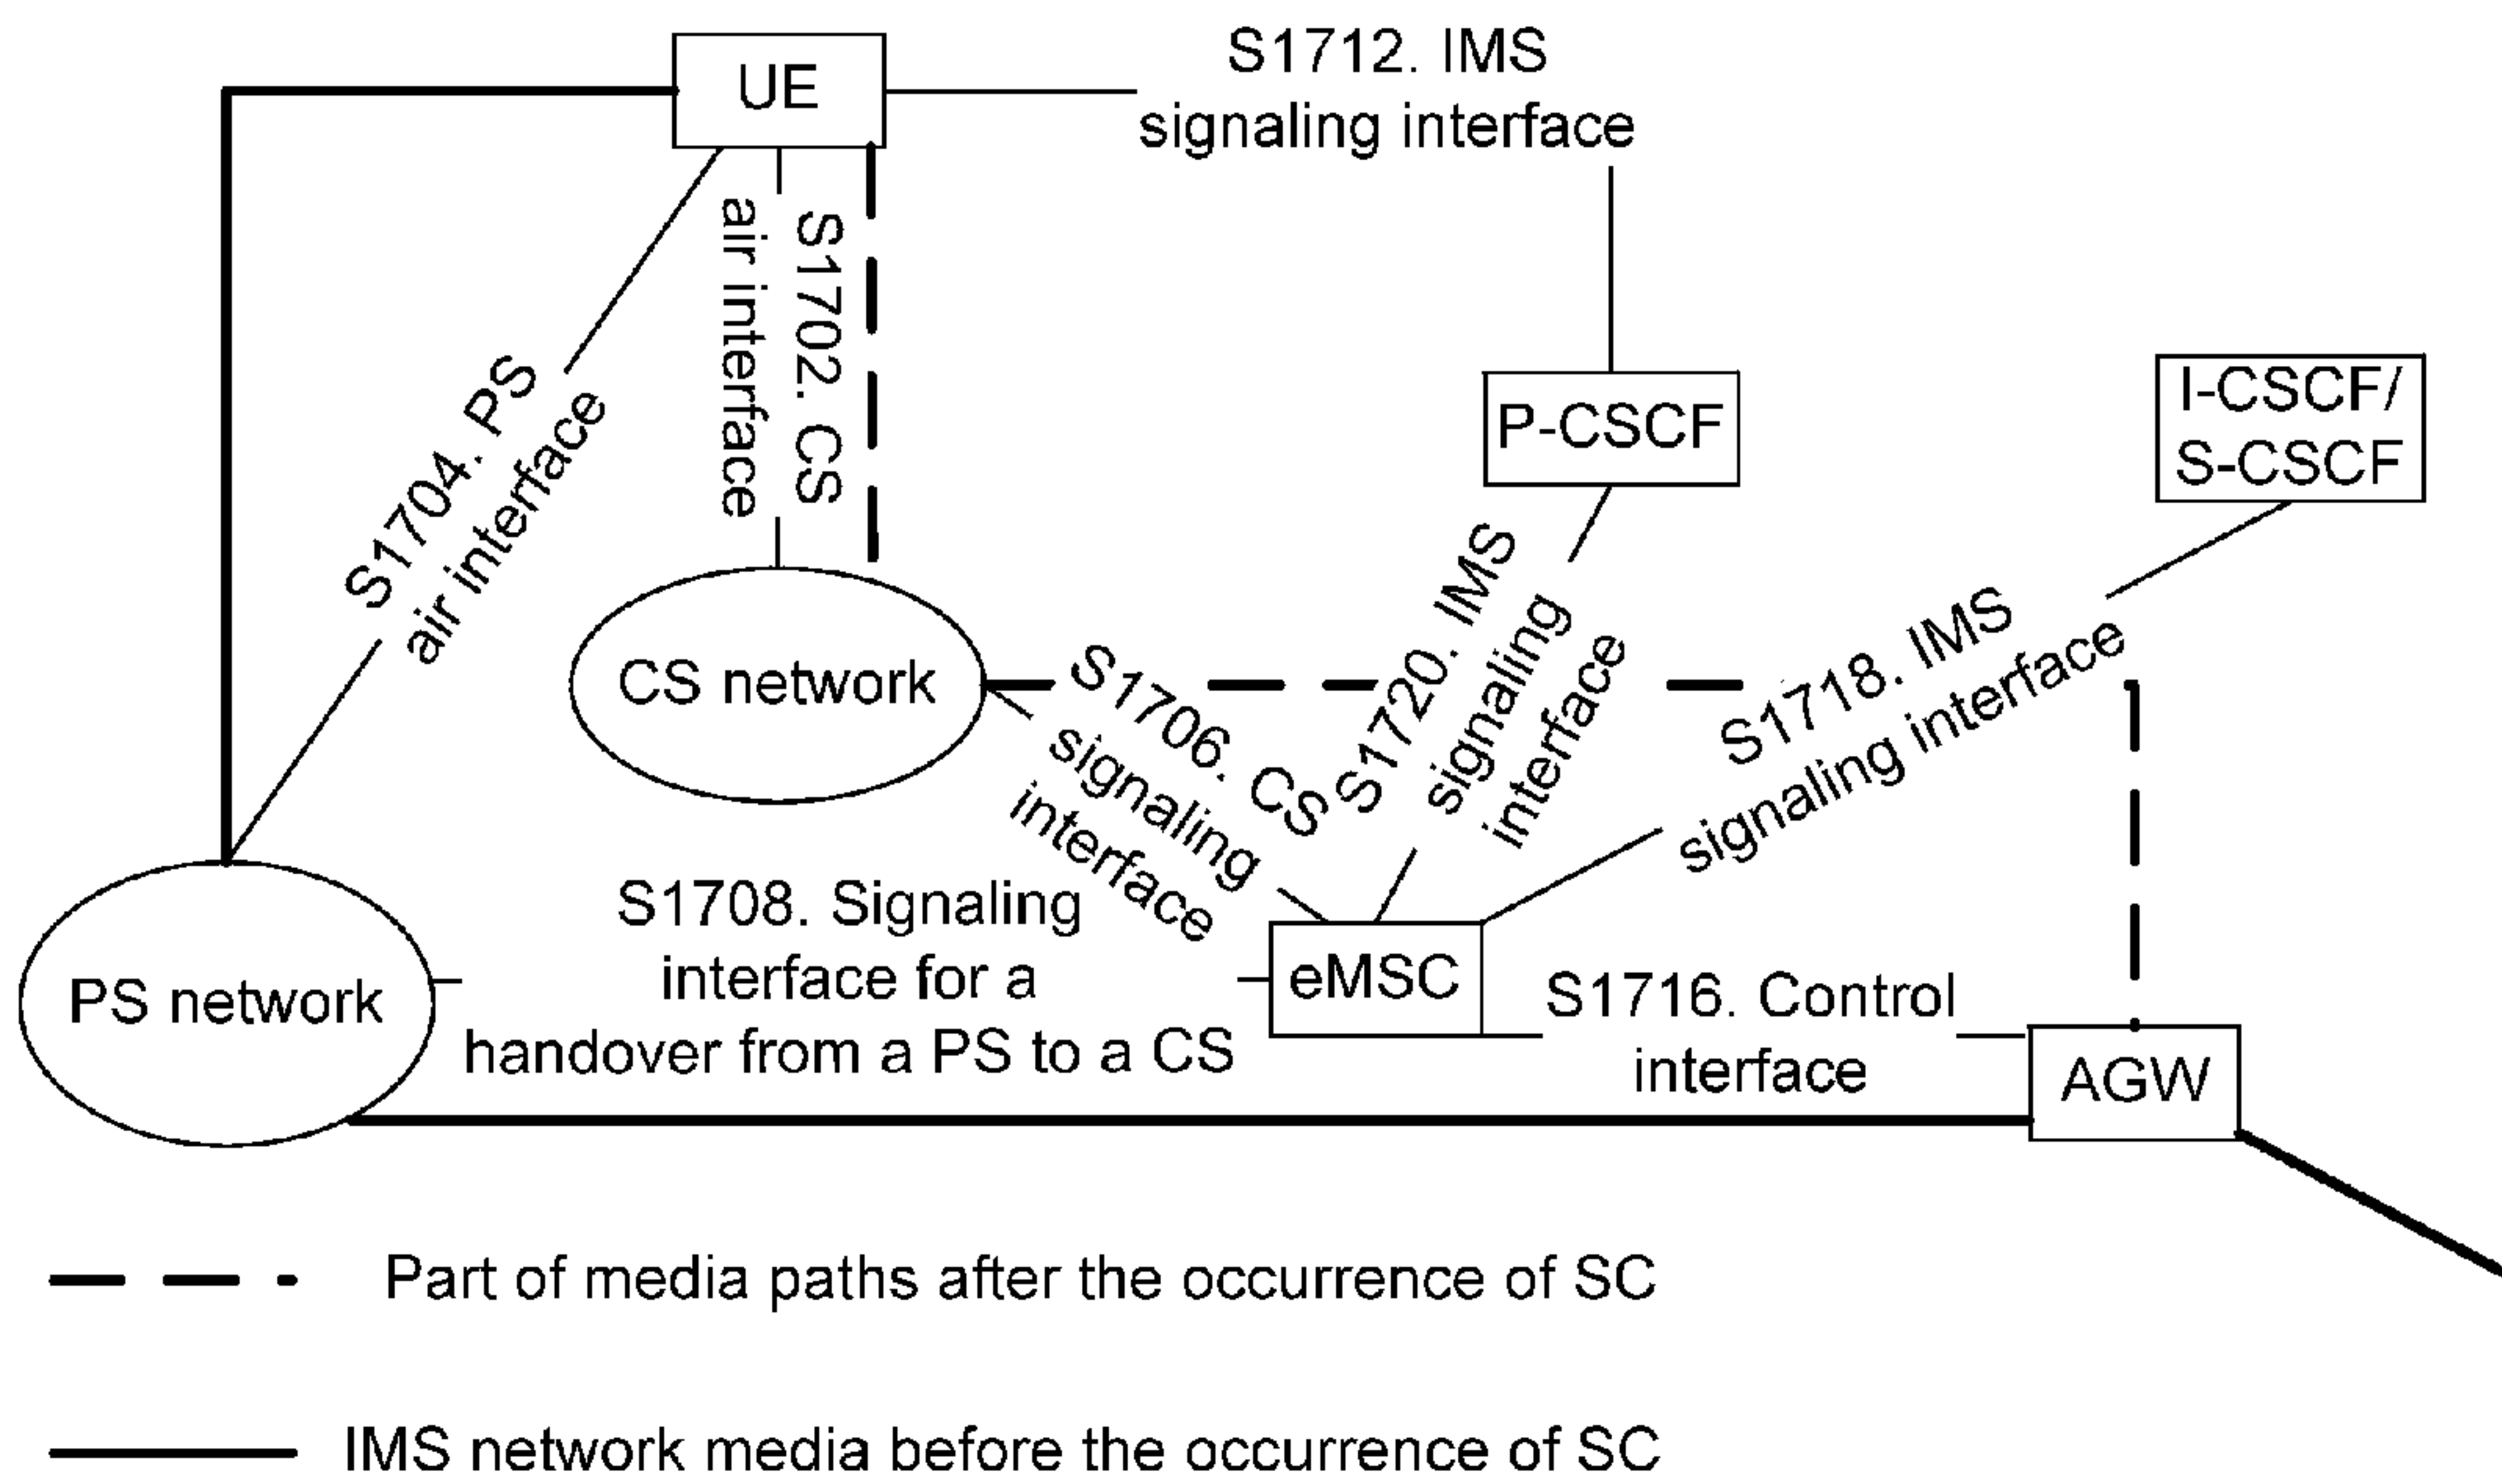 UE
S1712. IMS
signaling interface
S1702. CS
air interface
S1704. PS
air interface
P-CSCF
I-CSCF/
S-CSCF
CS network
S1706. CS
signaling
interface
S1720. IMS
signaling
interface
S1718. IMS
signaling interface
PS network
S1708. Signaling
interface for a
handover from a PS to a CS
eMSC
S1716. Control
interface
AGW
Part of media paths after the occurrence of SC
IMS network media before the occurrence of SC